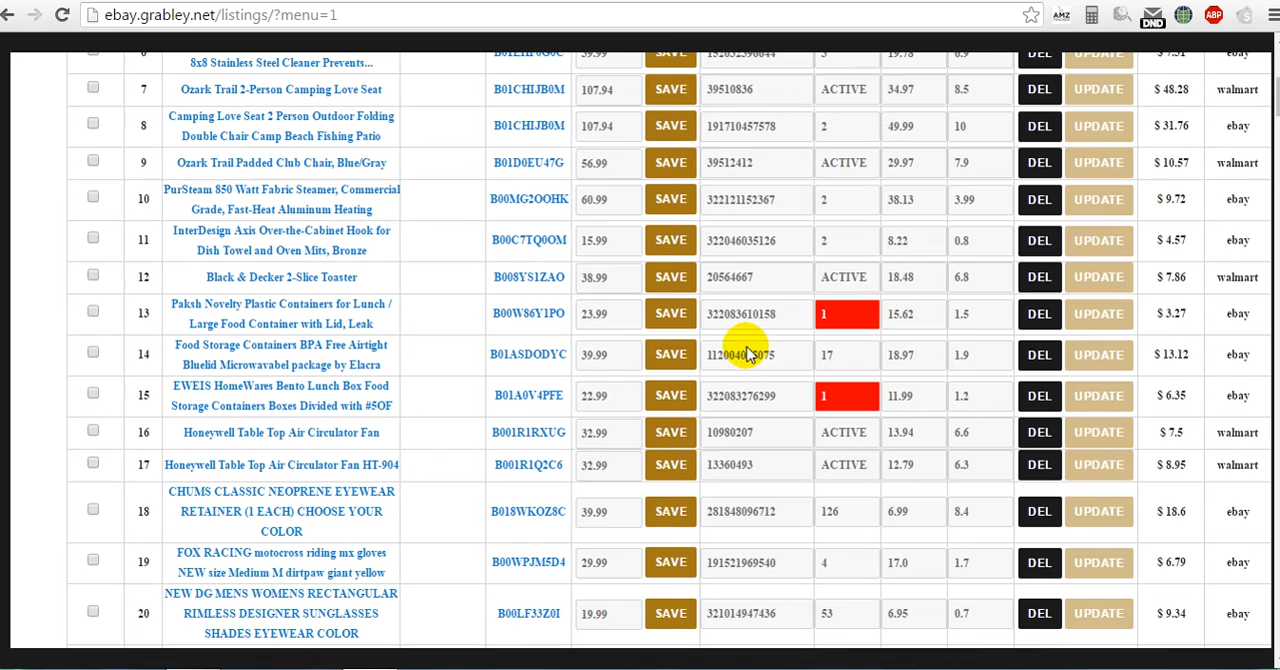 ebay.grabley.net/listings/?menu=1
AMZ
DND
ABP
8x8 Stainless Steel Cleaner Prevents...
39.99 SAVE 19.78 DEL UPDATE ebay
7 Ozark Trail 2-Person Camping Love Seat B01CHIJB0M 107.94 SAVE 39510836 ACTIVE 34.97 8.5 DEL UPDATE $ 48.28 walmart
8 Camping Love Seat 2 Person Outdoor Folding
Double Chair Camp Beach Fishing Patio B01CHIJB0M 107.94 SAVE 191710457578 2 49.99 10 DEL UPDATE $ 31.76 ebay
9 Ozark Trail Padded Club Chair, Blue/Gray B01D0EU47G 56.99 SAVE 39512412 ACTIVE 29.97 7.9 DEL UPDATE $ 10.57 walmart
10 PurSteam 850 Watt Fabric Steamer, Commercial
Grade, Fast-Heat Aluminum Heating B00MG2OOHK 60.99 SAVE 322121152367 2 38.13 3.99 DEL UPDATE $ 9.72 ebay
11 InterDesign Axis Over-the-Cabinet Hook for
Dish Towel and Oven Mits, Bronze B00C7TQ0OM 15.99 SAVE 322046035126 2 8.22 0.8 DEL UPDATE $ 4.57 ebay
12 Black & Decker 2-Slice Toaster B008YS1ZAO 38.99 SAVE 20564667 ACTIVE 18.48 6.8 DEL UPDATE $ 7.86 walmart
13 Paksh Novelty Plastic Containers for Lunch /
Large Food Container with Lid, Leak B00W86Y1PO 23.99 SAVE 322083610158 1 15.62 1.5 DEL UPDATE $ 3.27 ebay
14 Food Storage Containers BPA Free Airtight
Bluelid Microwavabel package by Elacra B01ASDODYC 39.99 SAVE 17 18.97 1.9 DEL UPDATE $ 13.12 ebay
15 EWEIS HomeWares Bento Lunch Box Food
Storage Containers Boxes Divided with #5OF B01A0V4PFE 22.99 SAVE 322083276299 1 11.99 1.2 DEL UPDATE $ 6.35 ebay
16 Honeywell Table Top Air Circulator Fan B001R1RXUG 32.99 SAVE 10980207 ACTIVE 13.94 6.6 DEL UPDATE $ 7.5 walmart
17 Honeywell Table Top Air Circulator Fan HT-904 B001R1Q2C6 32.99 SAVE 13360493 ACTIVE 12.79 6.3 DEL UPDATE $ 8.95 walmart
18 CHUMS CLASSIC NEOPRENE EYEWEAR
RETAINER (1 EACH) CHOOSE YOUR
COLOR B018WKOZ8C 39.99 SAVE 281848096712 126 6.99 8.4 DEL UPDATE $ 18.6 ebay
19 FOX RACING motocross riding mx gloves
NEW size Medium M dirtpaw giant yellow B00WPJM5D4 29.99 SAVE 191521969540 4 17.0 1.7 DEL UPDATE $ 6.79 ebay
20 NEW DG MENS WOMENS RECTANGULAR
RIMLESS DESIGNER SUNGLASSES
SHADES EYEWEAR COLOR B00LF33Z0I 19.99 SAVE 321014947436 53 6.95 0.7 DEL UPDATE $ 9.34 ebay